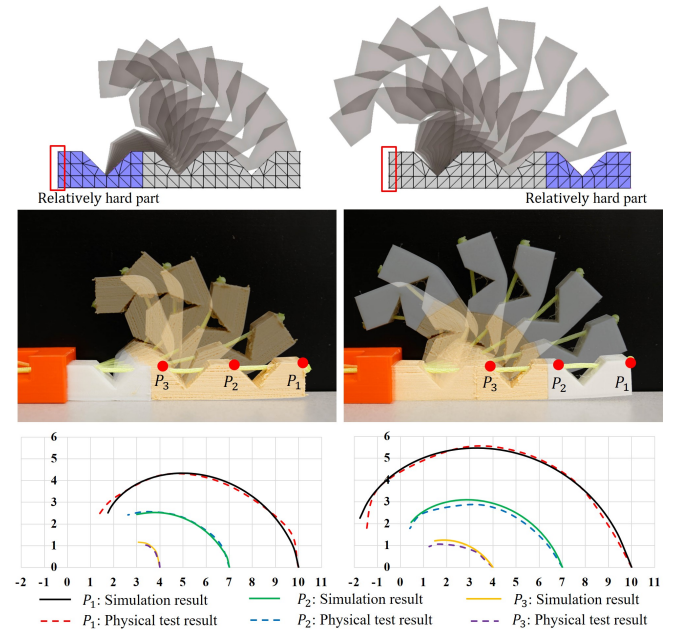 Relatively hard part
Relatively hard part
P₃ P₂ P₁
P₃ P₂ P₁
6
5
4
3
2
1
0
-2 -1 0 1 2 3 4 5 6 7 8 9 10 11
6
5
4
3
2
1
0
-2 -1 0 1 2 3 4 5 6 7 8 9 10 11
P₁: Simulation result P₂: Simulation result P₃: Simulation result
P₁: Physical test result P₂: Physical test result P₃: Physical test result